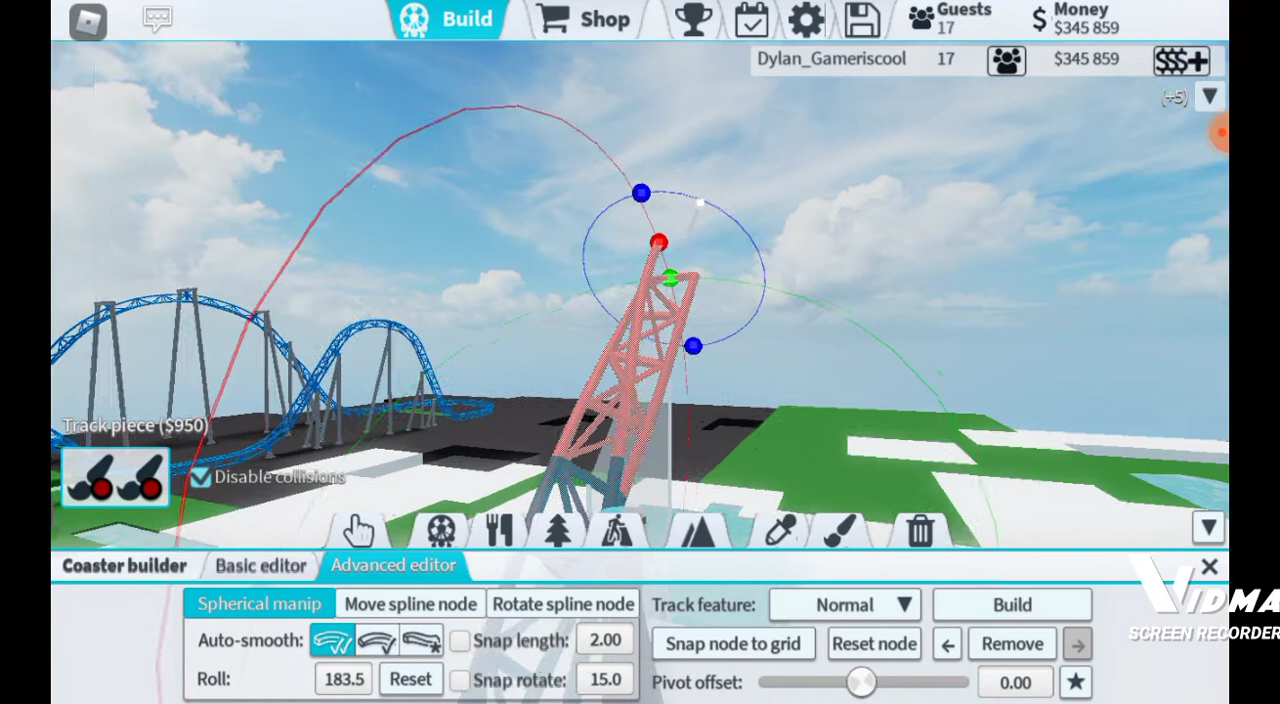 Build
Shop
Guests
17
Money
$345 859
Dylan_Gameriscool 17 $345 859
$$$+
(+5)
Track piece ($950)
Disable collisions
Coaster builder Basic editor Advanced editor
Spherical manip Move spline node Rotate spline node Track feature: Normal Build
Auto-smooth: Snap length: 2.00 Snap node to grid Reset node Remove
Roll: 183.5 Reset Snap rotate: 15.0 Pivot offset: 0.00
VIDMA
SCREEN RECORDER